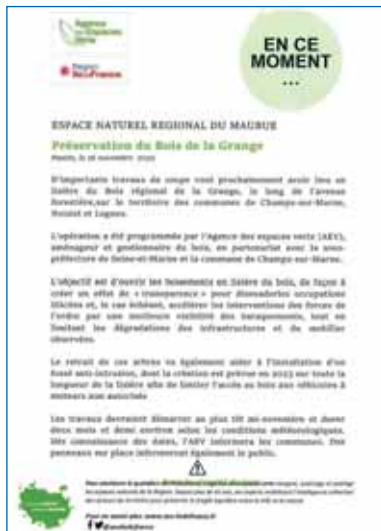 Agence
des Espaces
Verts
EN CE
MOMENT
...
Région
îledeFrance
ESPACE NATUREL REGIONAL DU MAUBUE
Préservation du Bois de la Grange
D'importants travaux de coupe vont prochainement avoir lieu en
lisière du Bois régional de la Grange, le long de l'avenue
forestière, sur le territoire des communes de Champs-sur-Marne,
Noisiel et Lognes.
L'opération a été programmée par l'Agence des espaces verts (AEV),
aménageur et gestionnaire du bois, en partenariat avec la sous-
préfecture de Seine-et-Marne et la commune de Champs-sur-Marne.
L'objectif est d'ouvrir les boisements en lisière du bois, de façon à
créer un effet de « transparence » pour occupations
illicites et, le cas échéant, accélérer les interventions des forces de
l'ordre par une meilleure visibilité des campements, tout en
limitant les dégradations des infrastructures et du mobilier
observées.
Le retrait de ces arbres va également aider à l'installation d'un
fossé anti-intrusion, dont la création est prévue en 2023 sur toute la
longueur de la lisière afin de limiter l'accès au bois aux véhicules à
moteurs non autorisés
Les travaux devraient démarrer au plus tôt mi-novembre et durer
deux mois et demi environ selon les conditions météorologiques.
Dès connaissance des dates, l'AEV informera les communes. Des
panneaux sur place informeront également le public.